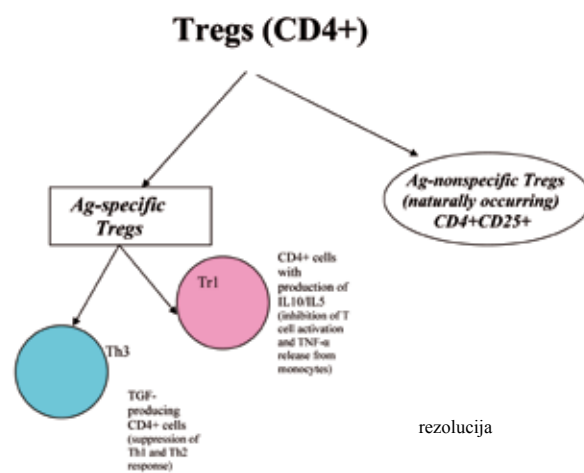 Tregs (CD4+)
Ag-specific
Tregs
Ag-nonspecific Tregs
(naturally occurring)
CD4+CD25+
Tr1
CD4+ cells
with
production of
IL10/IL5
(inhibition of T
cell activation
and TNF-α
release from
monocytes)
Th3
TGF-
producing
CD4+ cells
(suppression of
Th1 and Th2
response)
rezolucija